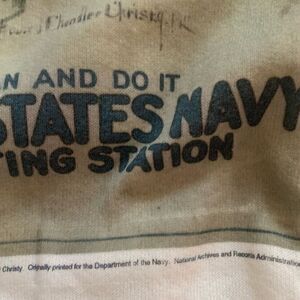 Howard Chandler Christy
AN AND DO IT
STATES NAVY
TING STATION
Christy. Originally printed for the Department of the Navy. National Archives and Records Administration